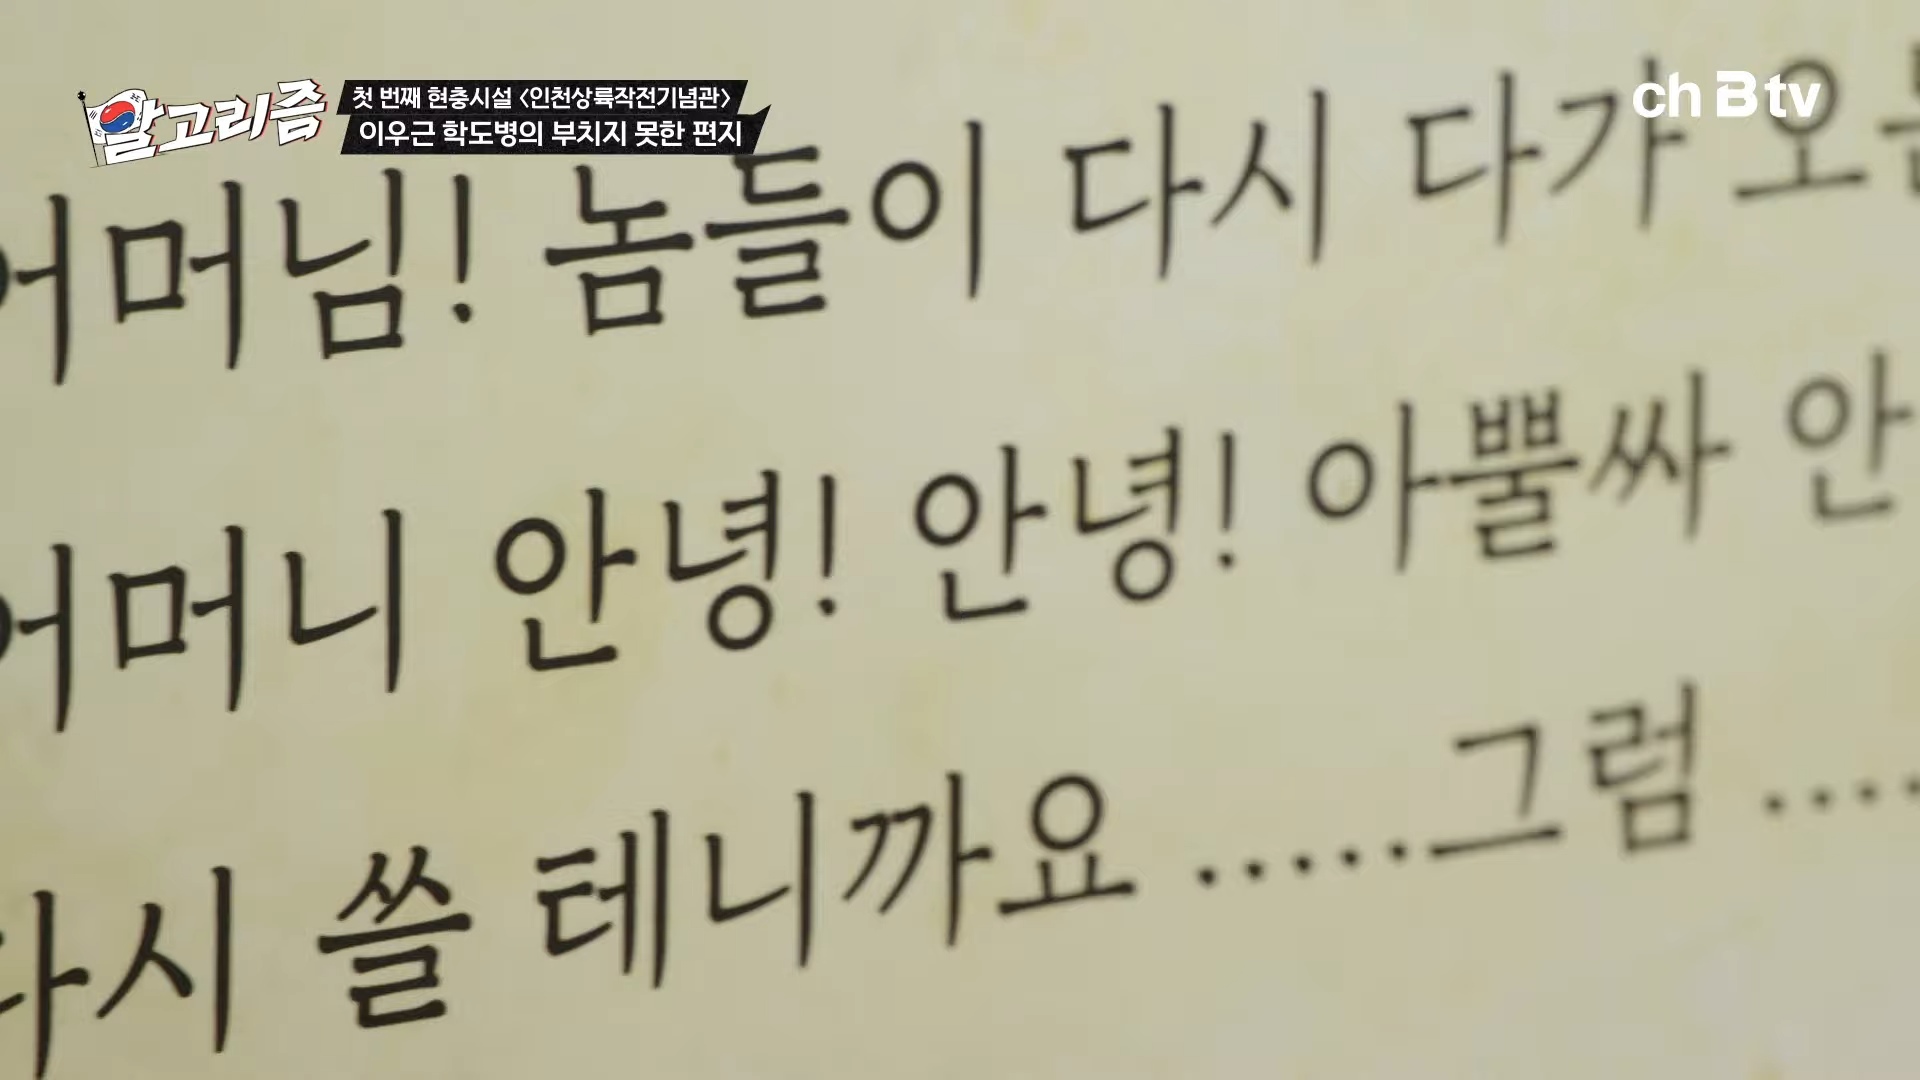 알고리즘
첫 번째 현충시설 <인천상륙작전기념관>
이우근 학도병의 부치지 못한 편지
ch B tv
어머님! 놈들이 다시 다가 오는
어머니 안녕! 안녕! 아뿔싸 안
다시 쓸 테니까요 .....그럼 ....